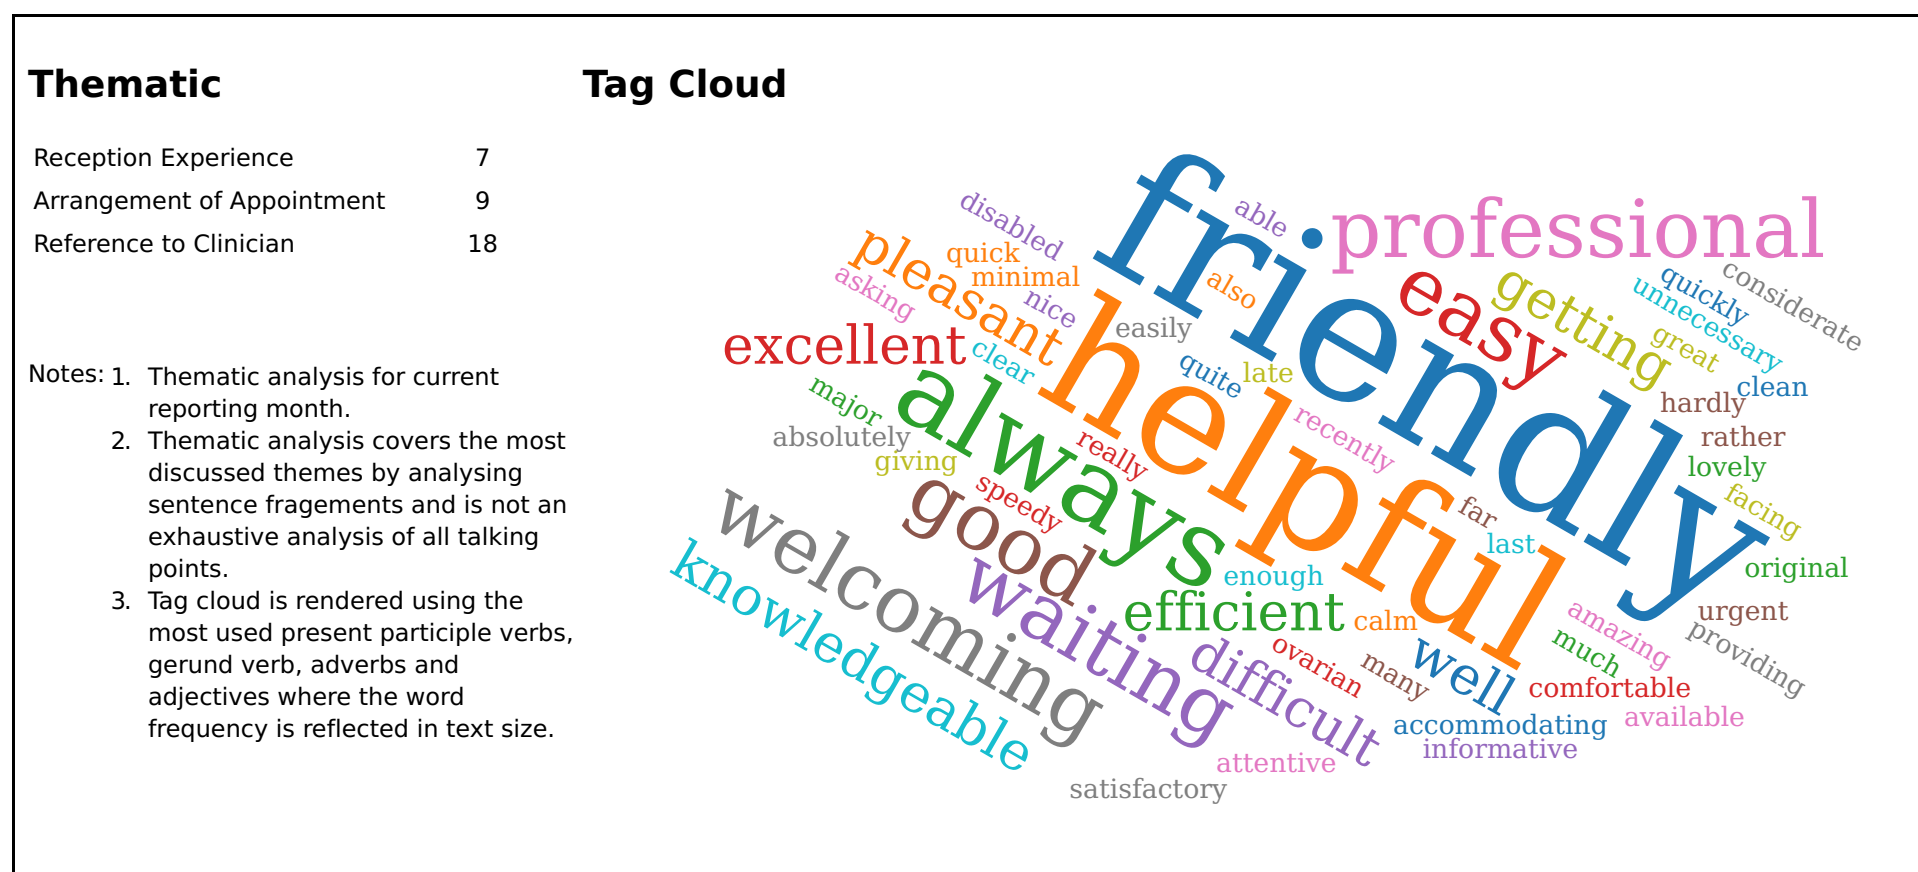 Thematic
Tag Cloud
Reception Experience 7
Arrangement of Appointment 9
Reference to Clinician 18
Notes: 1. Thematic analysis for current
reporting month.
2. Thematic analysis covers the most
discussed themes by analysing
sentence fragements and is not an
exhaustive analysis of all talking
points.
3. Tag cloud is rendered using the
most used present participle verbs,
gerund verb, adverbs and
adjectives where the word
frequency is reflected in text size.
friendly
helpful
professional
always
easy
getting
pleasant
excellent
good
welcoming
waiting
knowledgeable
efficient
difficult
well
disabled
able
quick
minimal
also
nice
asking
easily
clear
quite
late
major
absolutely
giving
really
recently
speedy
quickly
considerate
unnecessary
great
clean
hardly
rather
lovely
facing
far
last
original
enough
calm
urgent
amazing
providing
much
ovarian
many
comfortable
available
accommodating
informative
attentive
satisfactory